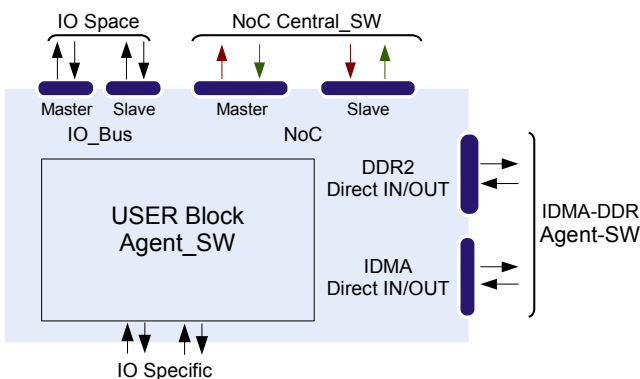 IO Space
NoC Central_SW
Master
Slave
Master
Slave
IO_Bus
NoC
DDR2
Direct IN/OUT
USER Block
Agent_SW
IDMA-DDR
Agent-SW
IDMA
Direct IN/OUT
IO Specific